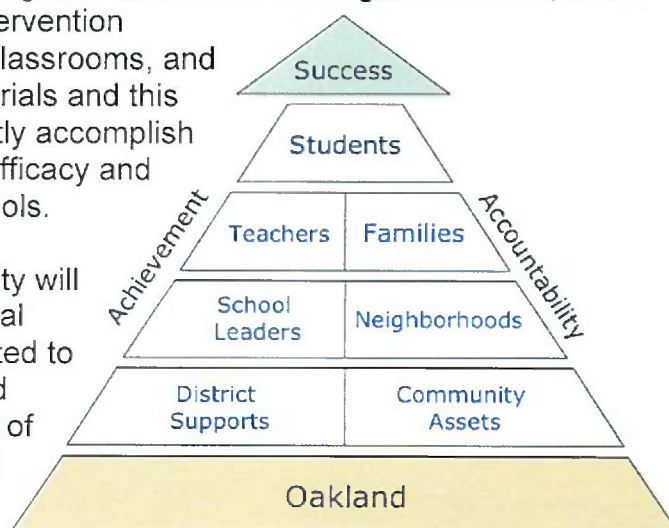 ervention
lassrooms, and
rials and this
tly accomplish
fficacy and
ols.
ty will
al
ted to
d
of
Success
Students
Achievement
Accountability
Teachers Families
School
Leaders
Neighborhoods
District
Supports
Community
Assets
Oakland